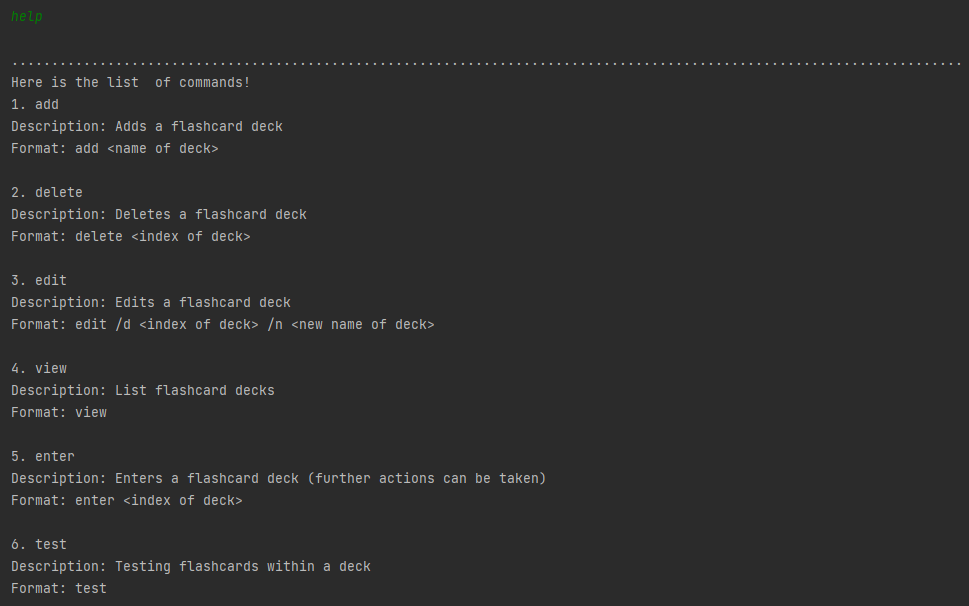 help
........................................................................................................................
Here is the list  of commands!
1. add
Description: Adds a flashcard deck
Format: add <name of deck>
2. delete
Description: Deletes a flashcard deck
Format: delete <index of deck>
3. edit
Description: Edits a flashcard deck
Format: edit /d <index of deck> /n <new name of deck>
4. view
Description: List flashcard decks
Format: view
5. enter
Description: Enters a flashcard deck (further actions can be taken)
Format: enter <index of deck>
6. test
Description: Testing flashcards within a deck
Format: test